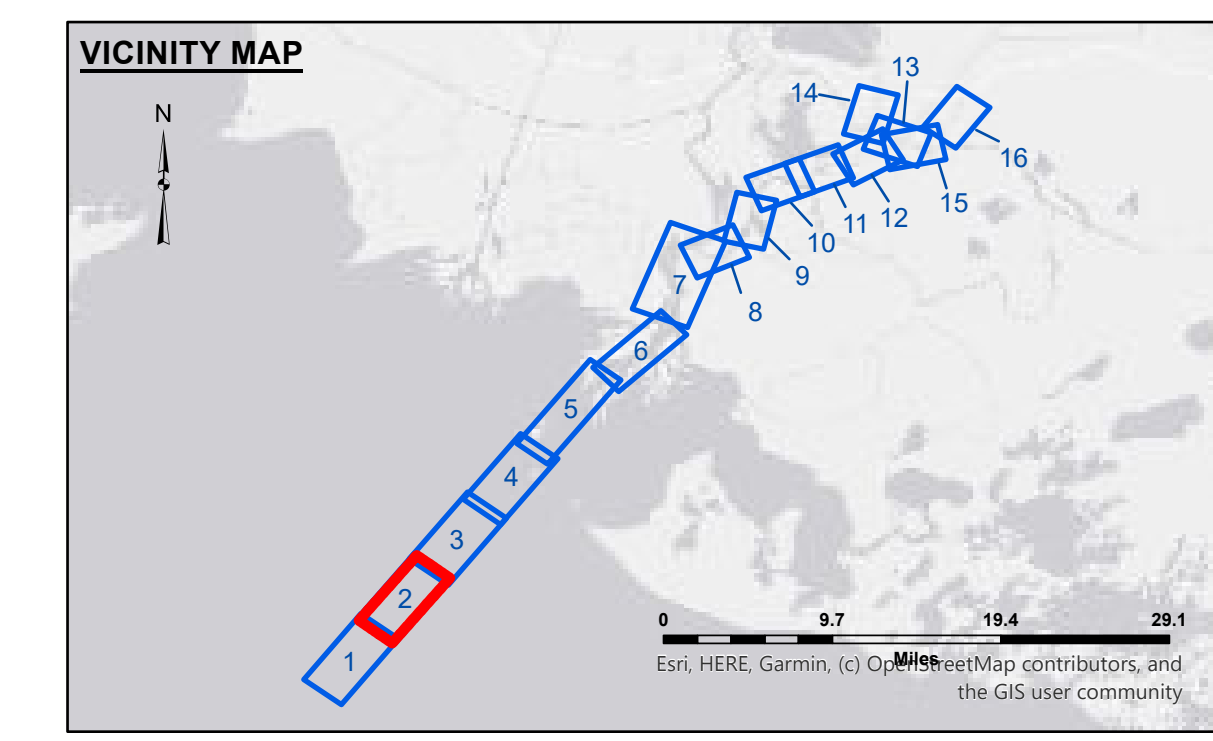 VICINITY MAP
N
13
14
16
15
12
11
10
9
7
8
6
5
4
3
2
1
0 9.7 19.4 29.1
Miles
Esri, HERE, Garmin, (c) OpenStreetMap contributors, and
the GIS user community